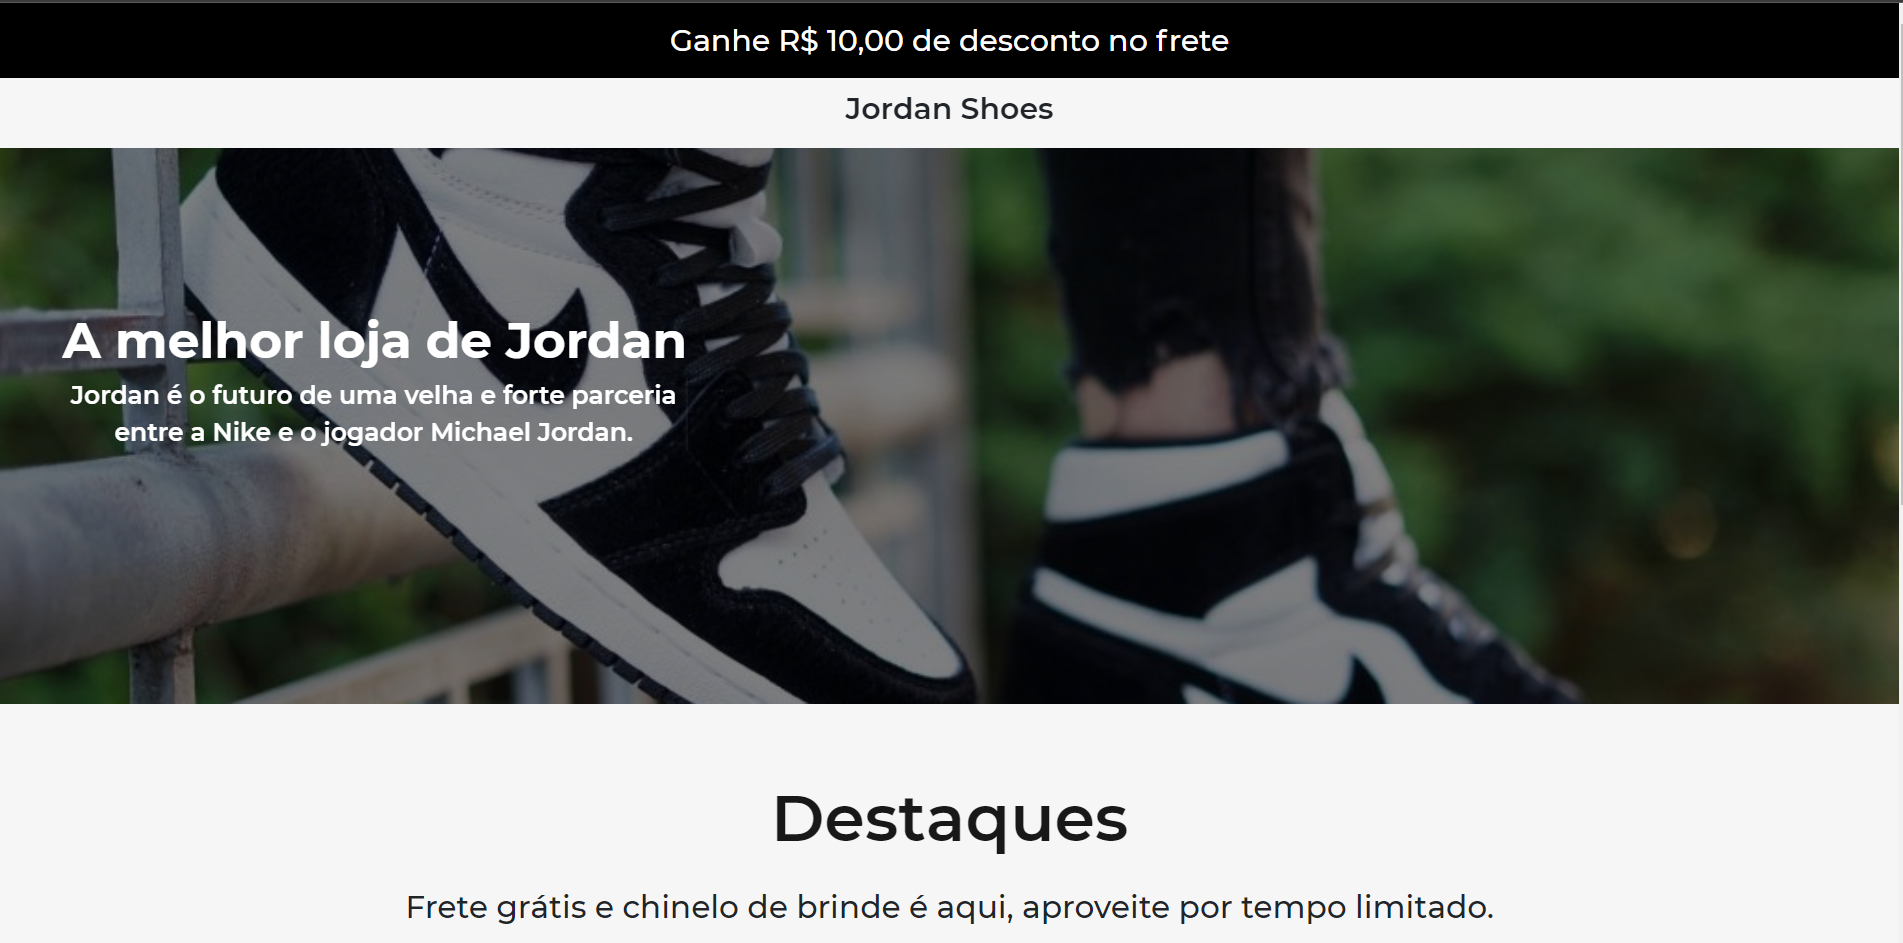 Ganhe R$ 10,00 de desconto no frete
Jordan Shoes
A melhor loja de Jordan
Jordan é o futuro de uma velha e forte parceria
entre a Nike e o jogador Michael Jordan.
Destaques
Frete grátis e chinelo de brinde é aqui, aproveite por tempo limitado.